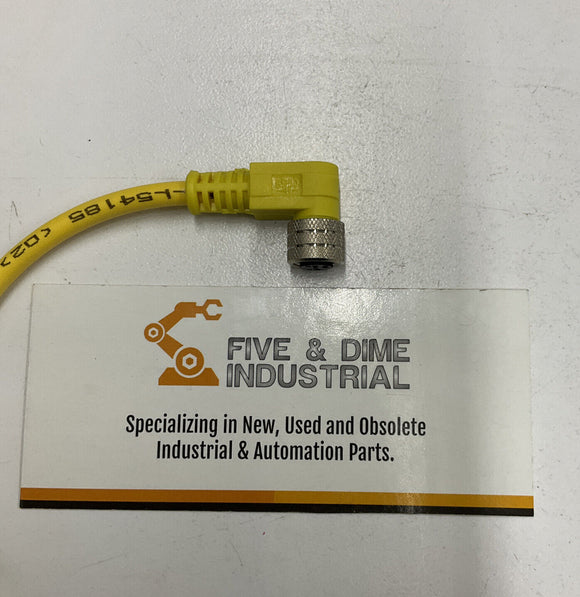 L54185 (02)
FIVE & DIME
INDUSTRIAL
Specializing in New, Used and Obsolete
Industrial & Automation Parts.